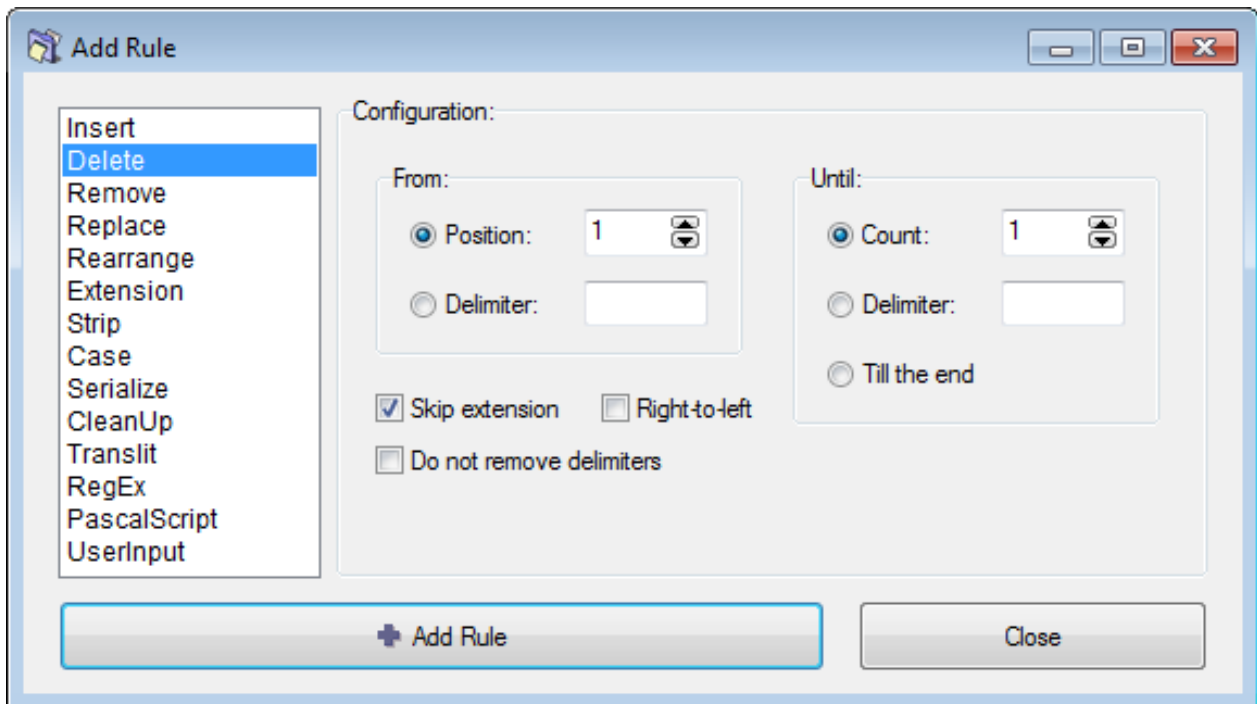 Add Rule
Insert
Delete
Remove
Replace
Rearrange
Extension
Strip
Case
Serialize
CleanUp
Translit
RegEx
PascalScript
UserInput
Configuration:
From:
Position: 1
Delimiter:
Until:
Count: 1
Delimiter:
Till the end
Skip extension Right-to-left
Do not remove delimiters
Add Rule
Close